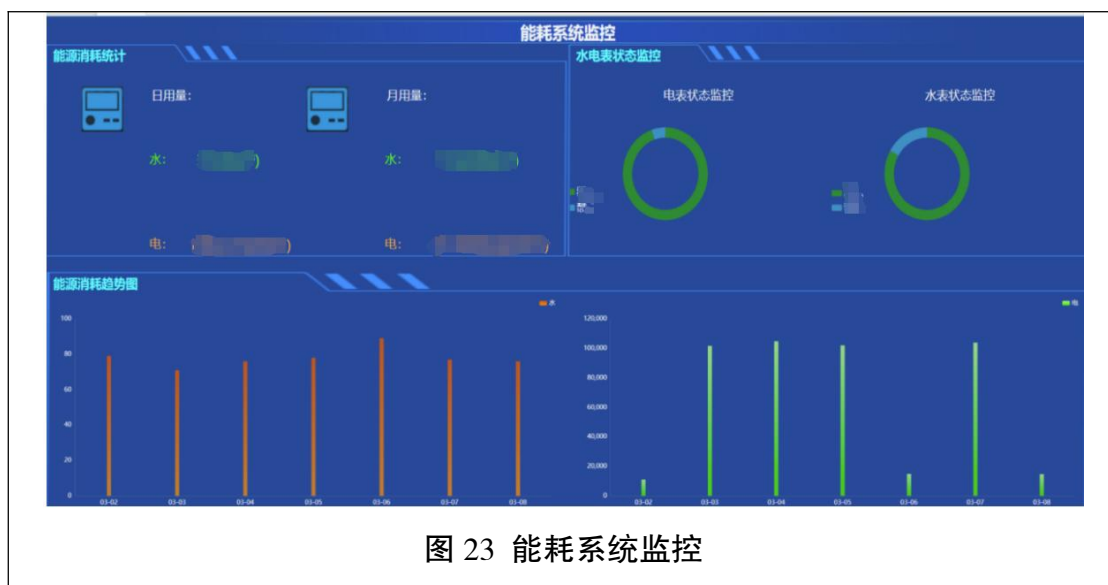 能耗系统监控
能源消耗统计
水电表状态监控
日用量:
月用量:
水:
水:
电:
电:
电表状态监控
水表状态监控
能源消耗趋势图
水
100
80
60
40
20
0
03-02 03-03 03-04 03-05 03-06 03-07 03-08
电
120,000
100,000
80,000
60,000
40,000
20,000
0
03-02 03-03 03-04 03-05 03-06 03-07 03-08
图 23 能耗系统监控